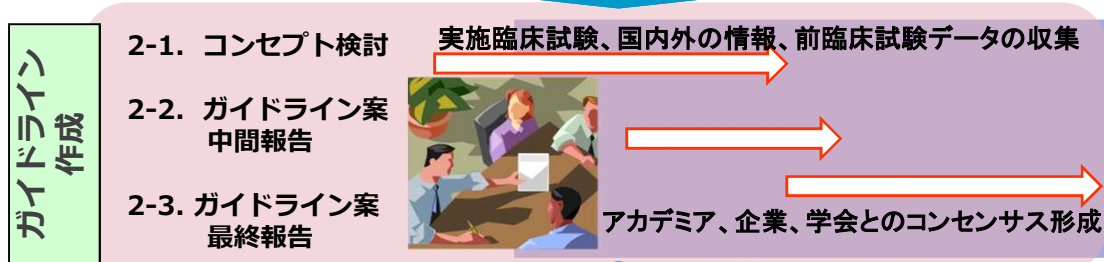 ガイドライン
作成
2-1. コンセプト検討
実施臨床試験、国内外の情報、前臨床試験データの収集
2-2. ガイドライン案
中間報告
2-3. ガイドライン案
最終報告
アカデミア、企業、学会とのコンセンサス形成